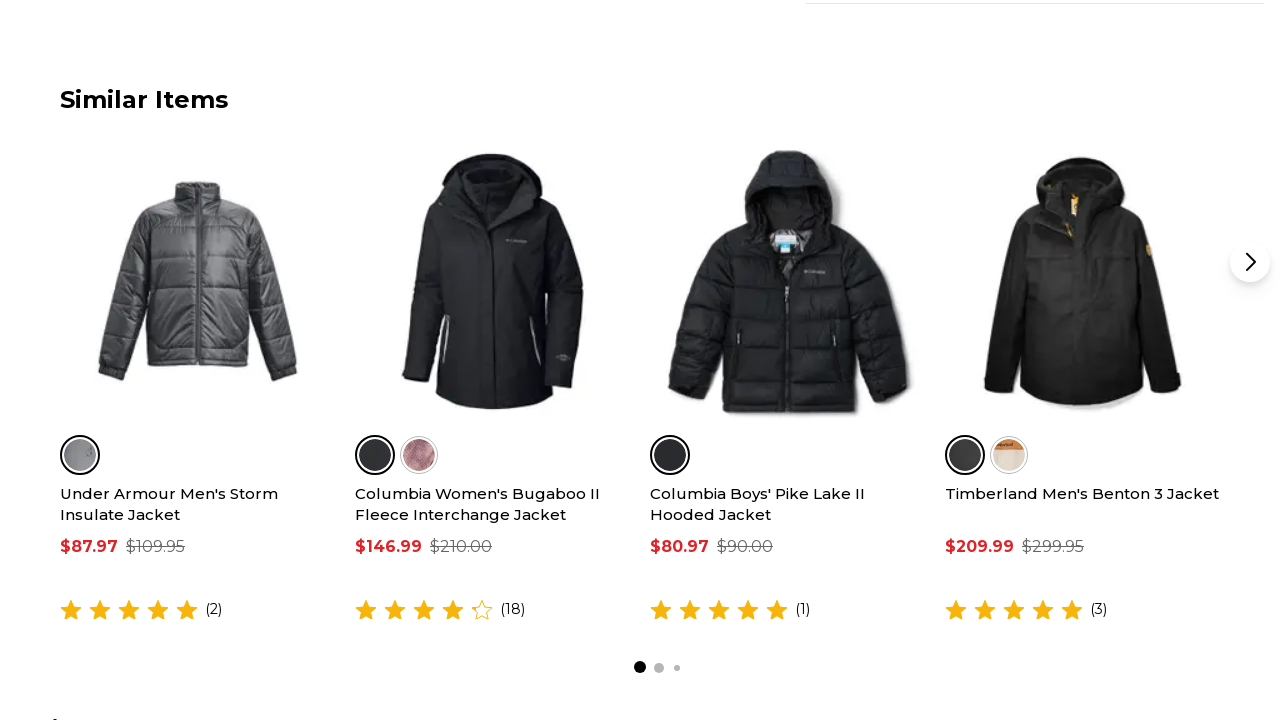 Similar Items
Under Armour Men's Storm
Insulate Jacket
$87.97 $109.95
(2)
Columbia Women's Bugaboo II
Fleece Interchange Jacket
$146.99 $210.00
(18)
Columbia Boys' Pike Lake II
Hooded Jacket
$80.97 $90.00
(1)
Timberland Men's Benton 3 Jacket
$209.99 $299.95
(3)